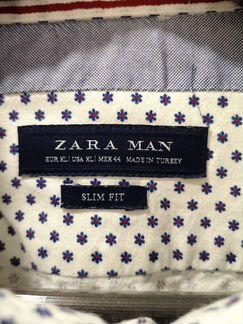 ZARA MAN
EUR XL | USA XL | MEX 44 MADE IN TURKEY
SLIM FIT